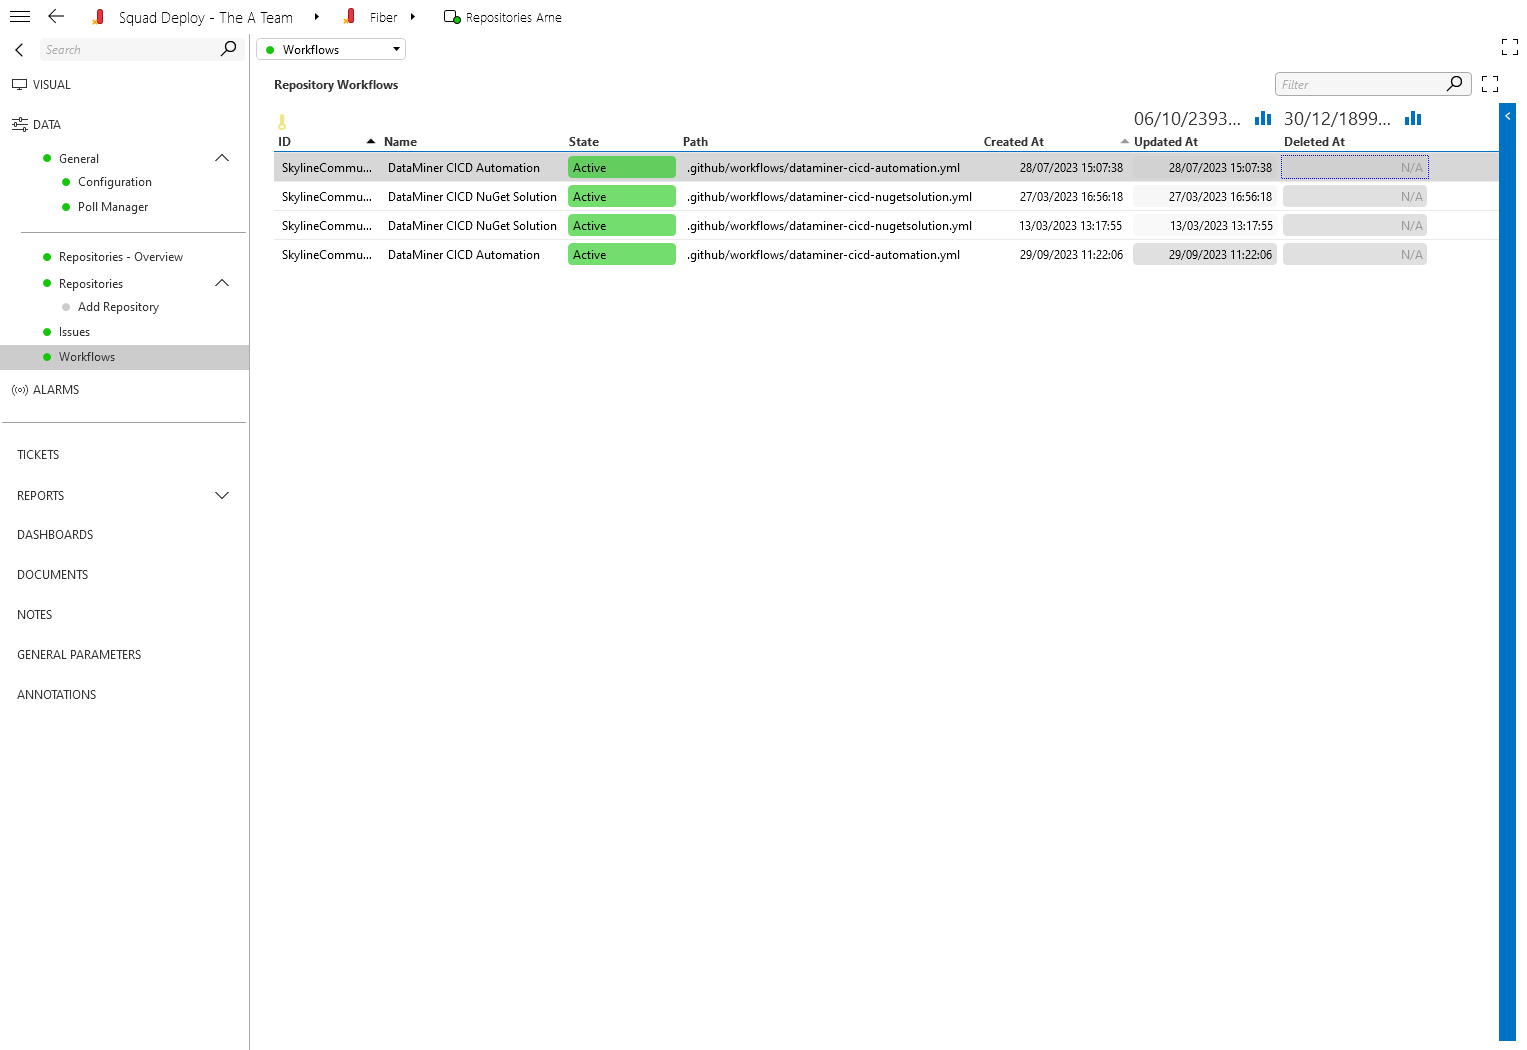 Squad Deploy - The A Team
Fiber
Repositories Arne
Search
Workflows
VISUAL
DATA
General
Configuration
Poll Manager
Repositories - Overview
Repositories
Add Repository
Issues
Workflows
ALARMS
TICKETS
REPORTS
DASHBOARDS
DOCUMENTS
NOTES
GENERAL PARAMETERS
ANNOTATIONS
Repository Workflows
Filter
06/10/2393... 30/12/1899...
ID Name State Path Created At Updated At Deleted At
SkylineCommu... DataMiner CICD Automation Active .github/workflows/dataminer-cicd-automation.yml 28/07/2023 15:07:38 28/07/2023 15:07:38 N/A
SkylineCommu... DataMiner CICD NuGet Solution Active .github/workflows/dataminer-cicd-nugetsolution.yml 27/03/2023 16:56:18 27/03/2023 16:56:18 N/A
SkylineCommu... DataMiner CICD NuGet Solution Active .github/workflows/dataminer-cicd-nugetsolution.yml 13/03/2023 13:17:55 13/03/2023 13:17:55 N/A
SkylineCommu... DataMiner CICD Automation Active .github/workflows/dataminer-cicd-automation.yml 29/09/2023 11:22:06 29/09/2023 11:22:06 N/A